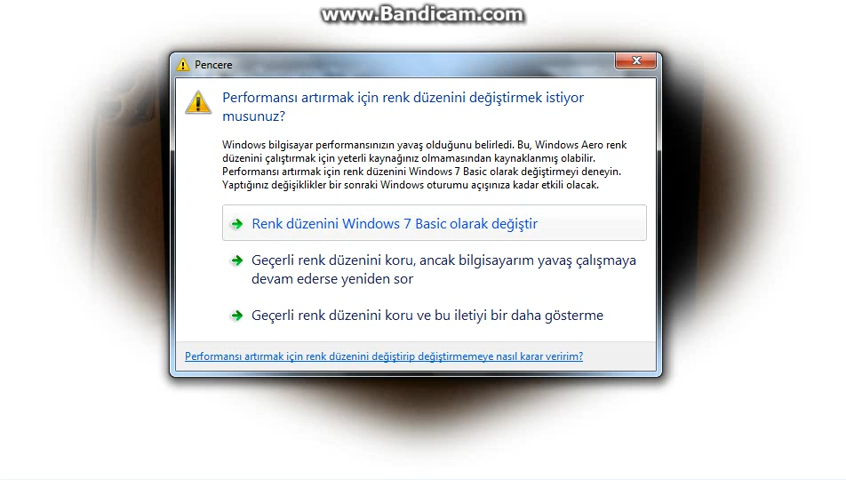 www.Bandicam.com
Pencere
Performansı artırmak için renk düzenini değiştirmek istiyor
musunuz?
Windows bilgisayar performansınızın yavaş olduğunu belirledi. Bu, Windows Aero renk
düzenini çalıştırmak için yeterli kaynağınız olmamasından kaynaklanmış olabilir.
Performansı artırmak için renk düzenini Windows 7 Basic olarak değiştirmeyi deneyin.
Yaptığınız değişiklikler bir sonraki Windows oturumu açışınıza kadar etkili olacak.
Renk düzenini Windows 7 Basic olarak değiştir
Geçerli renk düzenini koru, ancak bilgisayarım yavaş çalışmaya
devam ederse yeniden sor
Geçerli renk düzenini koru ve bu iletiyi bir daha gösterme
Performansı artırmak için renk düzenini değiştirip değiştirmemeye nasıl karar veririm?